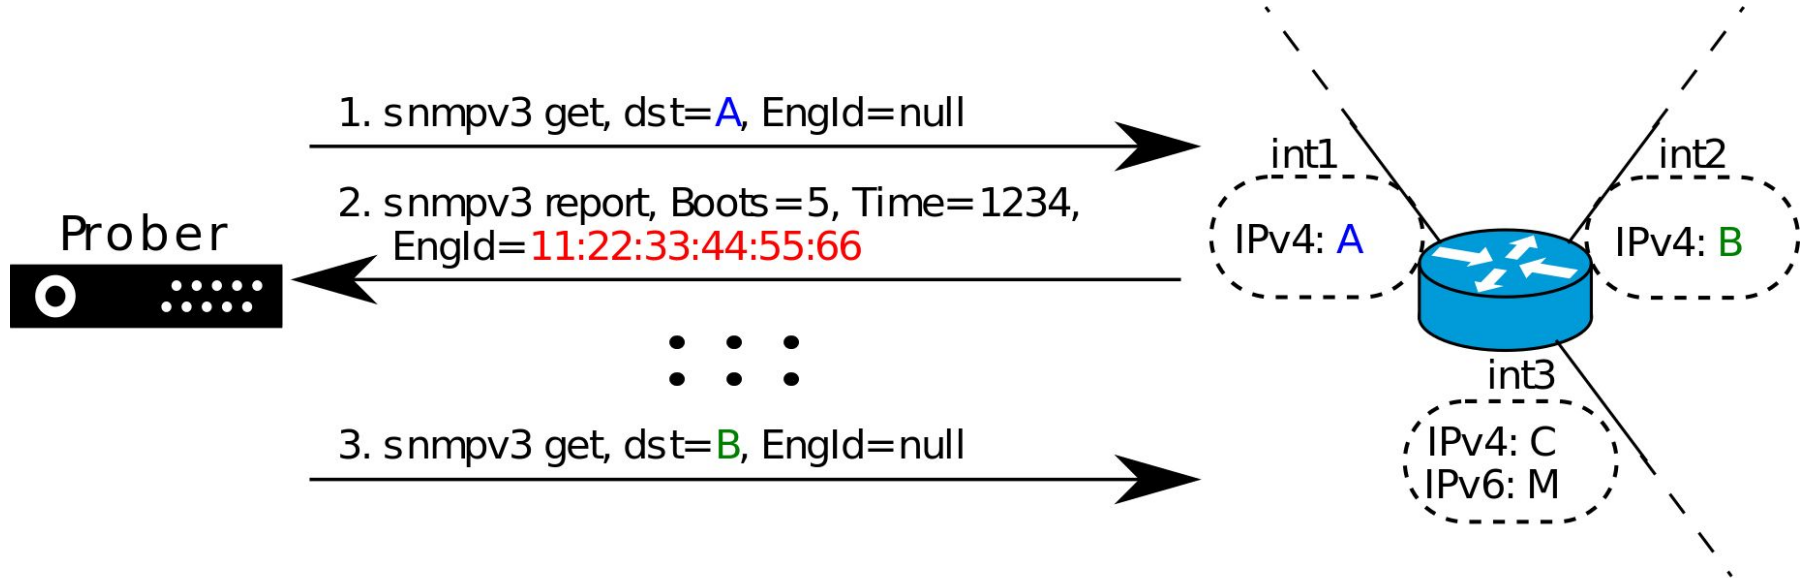 1. snmpv3 get, dst=A, EngId=null
int1
int2
2. snmpv3 report, Boots=5, Time=1234,
EngId=11:22:33:44:55:66
Prober
IPv4: A
IPv4: B
int3
3. snmpv3 get, dst=B, EngId=null
IPv4: C
IPv6: M